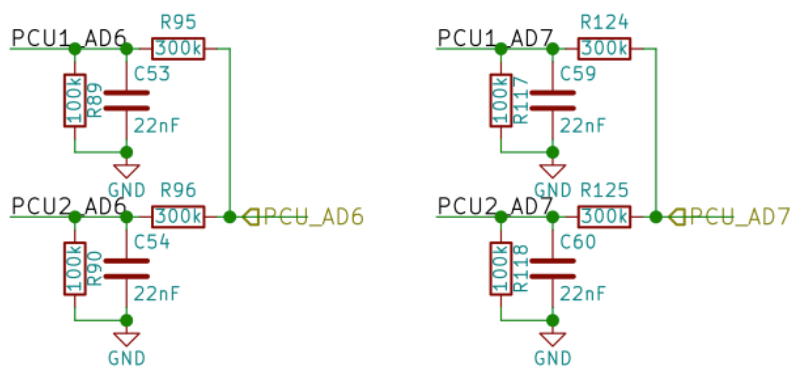 R95
PCU1_AD6
300k
C53
100k
R89
22nF
GND
R96
PCU2_AD6
300k
PCU_AD6
C54
100k
R90
22nF
GND
R124
PCU1_AD7
300k
C59
100k
R117
22nF
GND
R125
PCU2_AD7
300k
PCU_AD7
C60
100k
R118
22nF
GND